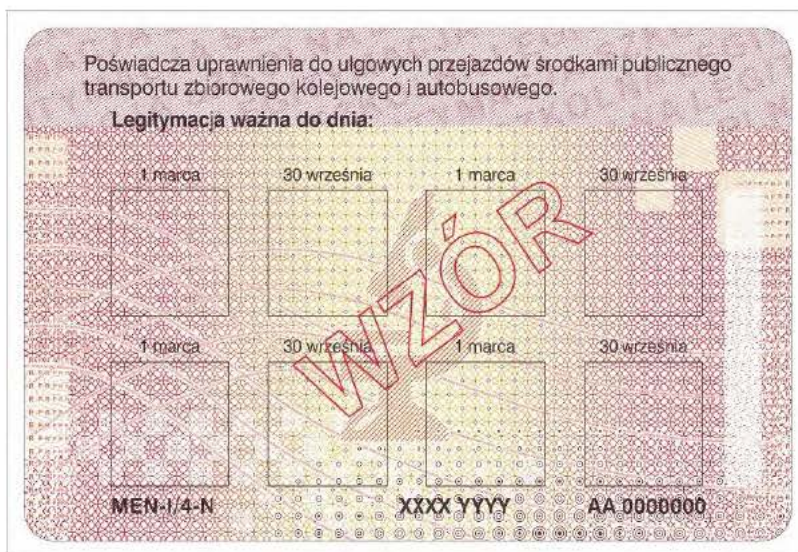 Poświadcza uprawnienia do ulgowych przejazdów środkami publicznego
transportu zbiorowego kolejowego i autobusowego.
Legitymacja ważna do dnia:
1 marca 30 września 1 marca 30 września
WZÓR
1 marca 30 września 1 marca 30 września
MEN-I/4-N XXXX YYYY AA 0000000